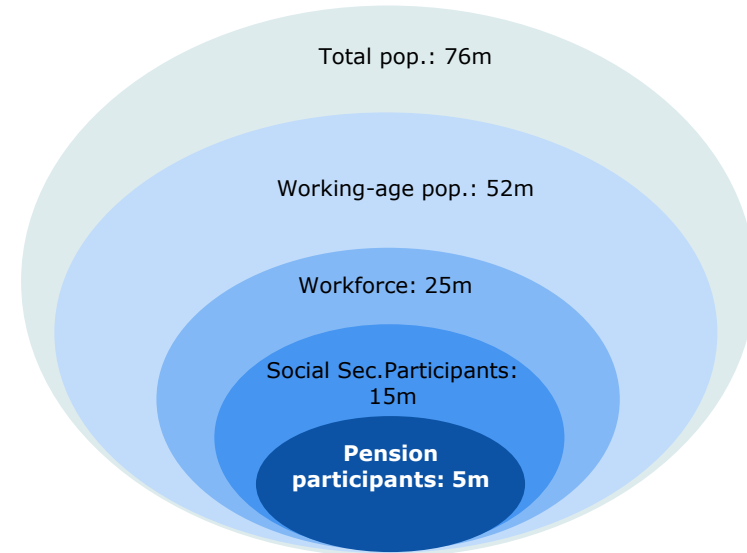 Total pop.: 76m
Working-age pop.: 52m
Workforce: 25m
Social Sec.Participants:
15m
Pension
participants: 5m